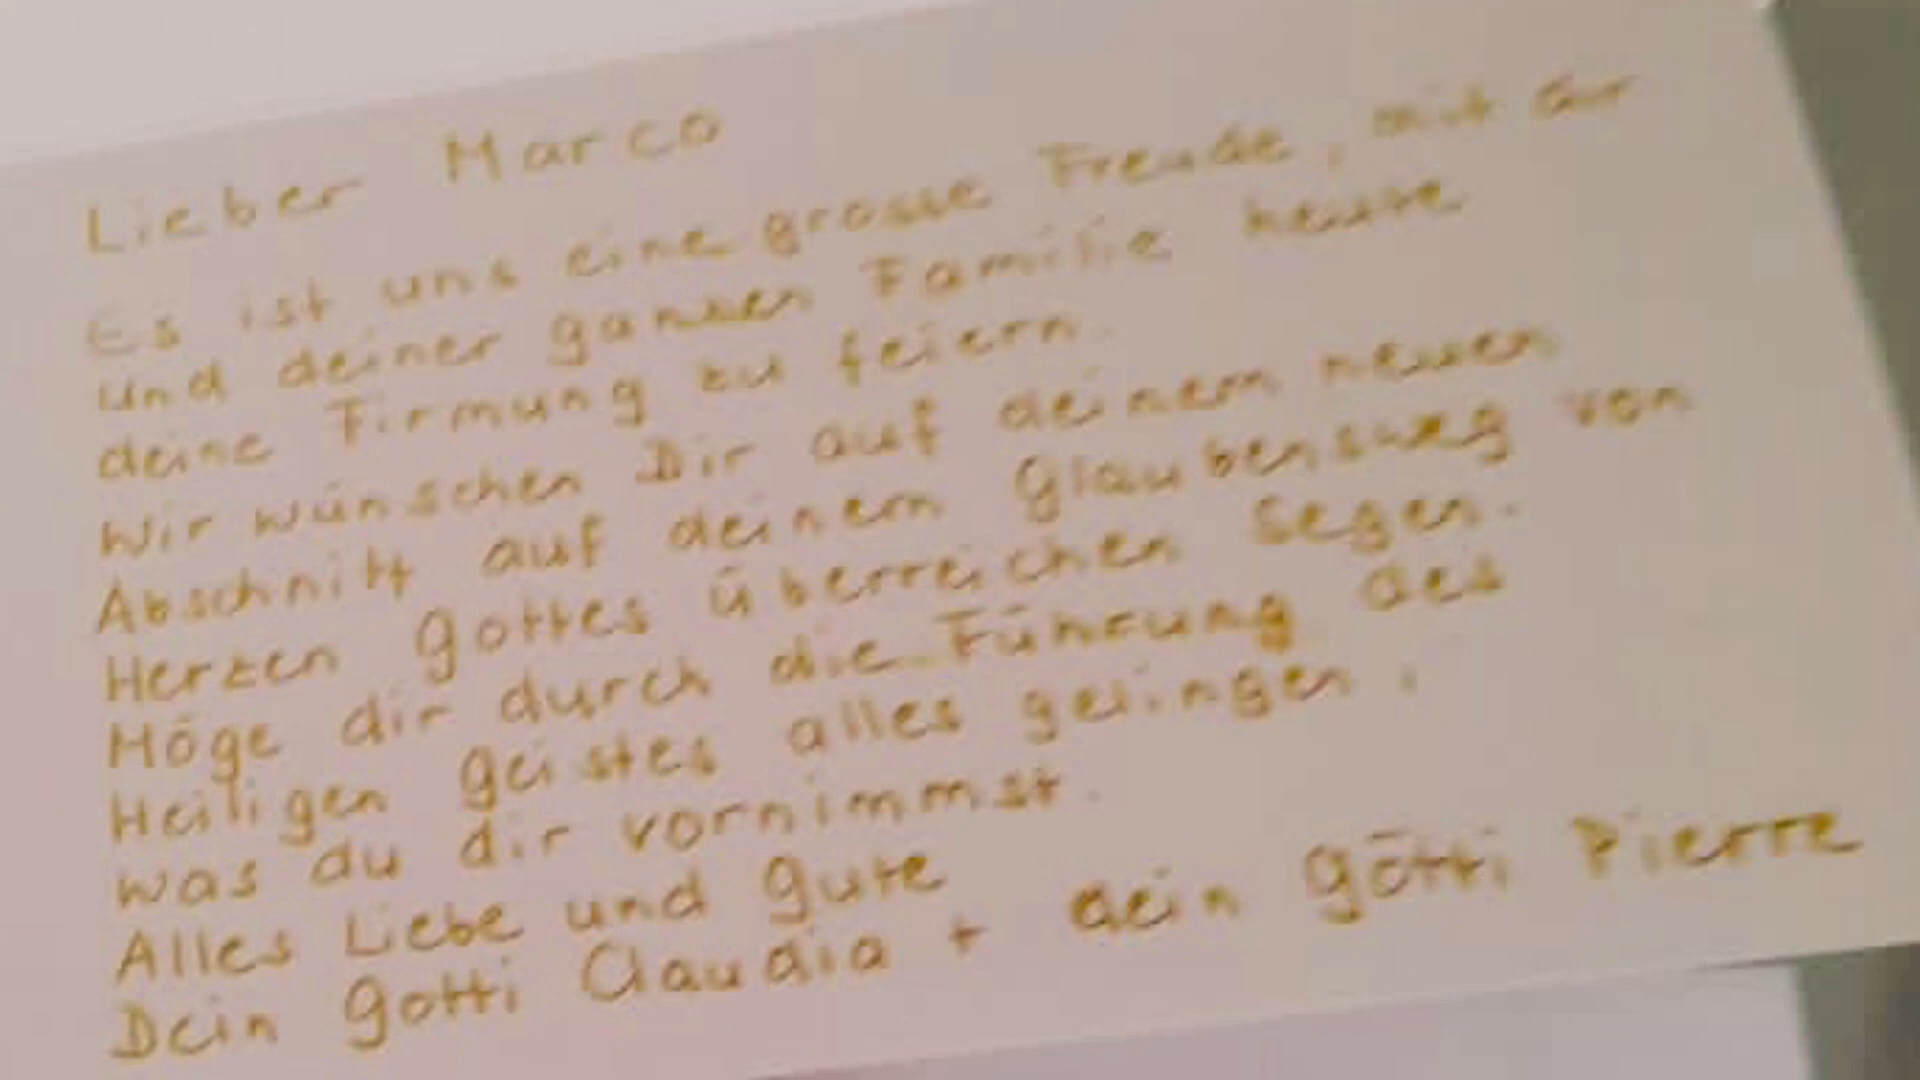 Lieber Marco
Es ist uns eine grosse Freude, mit dir
und deiner ganzen Familie heute
deine Firmung zu feiern.
Wir wünschen Dir auf deinem neuen
Abschnitt auf deinem Glaubensweg von
Herzen Gottes überreichen Segen.
Möge dir durch die Führung des
Heiligen Geistes alles gelingen,
was du dir vornimmst.
Alles Liebe und Gute
Dein Gotti Claudia + dein Götti Pierre